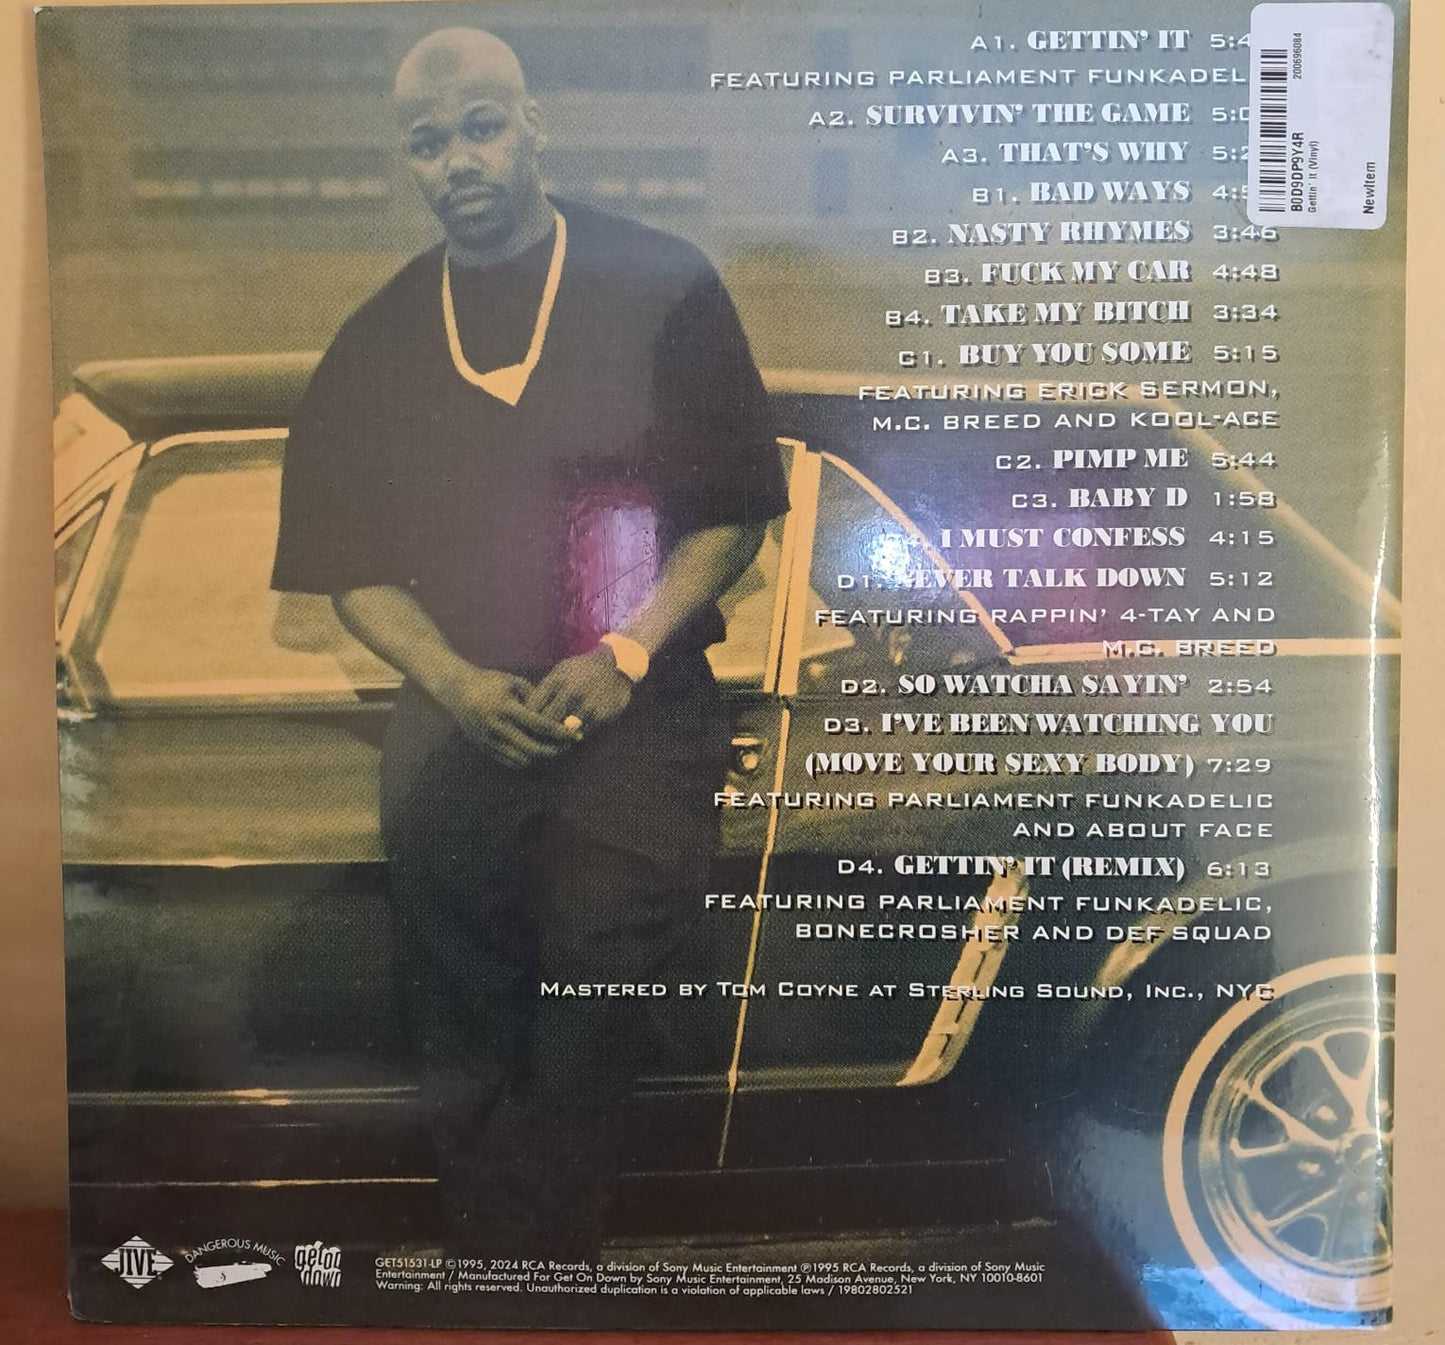 A1. GETTIN' IT 5:4
FEATURING PARLIAMENT FUNKADEL
A2. SURVIVIN' THE GAME 5:0
A3. THAT'S WHY 5:2
B1. BAD WAYS 4:5
B2. NASTY RHYMES 3:46
B3. FUCK MY CAR 4:48
B4. TAKE MY BITCH 3:34
C1. BUY YOU SOME 5:15
FEATURING ERICK SERMON,
M.C. BREED AND KOOL-ACE
C2. PIMP ME 5:44
C3. BABY D 1:58
I MUST CONFESS 4:15
D1. NEVER TALK DOWN 5:12
FEATURING RAPPIN' 4-TAY AND
M.C. BREED
D2. SO WATCHA SAYIN' 2:54
D3. I'VE BEEN WATCHING YOU
(MOVE YOUR SEXY BODY) 7:29
FEATURING PARLIAMENT FUNKADELIC
AND ABOUT FACE
D4. GETTIN' IT (REMIX) 6:13
FEATURING PARLIAMENT FUNKADELIC,
BONECROSHER AND DEF SQUAD
MASTERED BY TOM COYNE AT STERLING SOUND, INC., NYC
200696084
B0D9DP9Y4R
Gettin' It (Vinyl)
NewItem
JIVE
DANGEROUS MUSIC
$
get on
down
GET51531-LP ©1995, 2024 RCA Records, a division of Sony Music Entertainment ℗1995 RCA Records, a division of Sony Music
Entertainment / Manufactured For Get On Down by Sony Music Entertainment, 25 Madison Avenue, New York, NY 10010-8601
Warning: All rights reserved. Unauthorized duplication is a violation of applicable laws / 19802802521